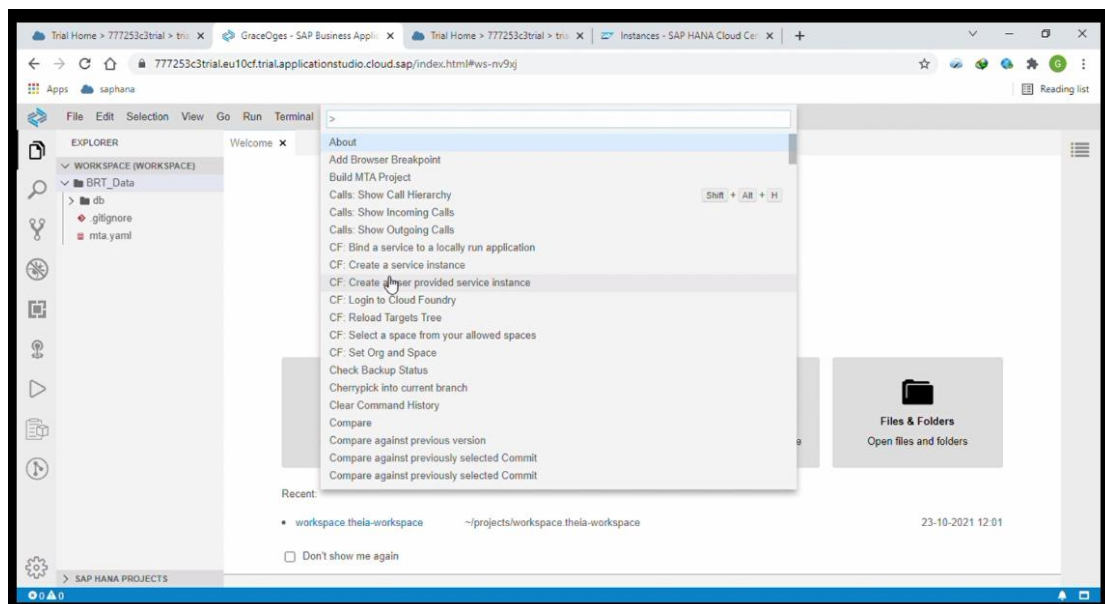 Trial Home > 777253c3trial > tria
GraceOges - SAP Business Applic
Trial Home > 777253c3trial > tria
Instances - SAP HANA Cloud Cen
777253c3trial.eu10cf.trial.applicationstudio.cloud.sap/index.html#ws-nv9xj
G
Apps saphana Reading list
File Edit Selection View Go Run Terminal
>
EXPLORER
Welcome
WORKSPACE (WORKSPACE)
BRT_Data
db
.gitignore
mta.yaml
About
Add Browser Breakpoint
Build MTA Project
Calls: Show Call Hierarchy Shift + Alt + H
Calls: Show Incoming Calls
Calls: Show Outgoing Calls
CF: Bind a service to a locally run application
CF: Create a service instance
CF: Create a user provided service instance
CF: Login to Cloud Foundry
CF: Reload Targets Tree
CF: Select a space from your allowed spaces
CF: Set Org and Space
Check Backup Status
Cherrypick into current branch
Clear Command History
Compare
Compare against previous version
Compare against previously selected Commit
Compare against previously selected Commit
Files & Folders
Open files and folders
Recent:
workspace.theia-workspace ~/projects/workspace.theia-workspace 23-10-2021 12:01
Don't show me again
SAP HANA PROJECTS
0 0